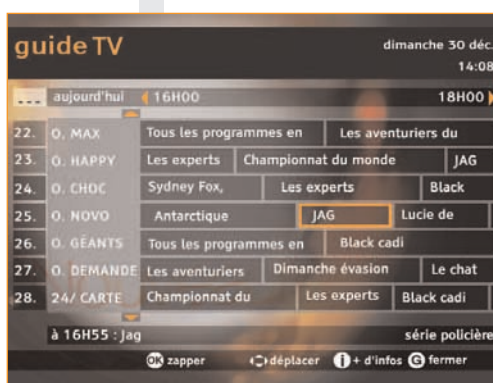 guide TV dimanche 30 déc.
14:08
--- aujourd'hui 16H00 18H00
22. O. MAX Tous les programmes en Les aventuriers du
23. O. HAPPY Les experts Championnat du monde JAG
24. O. CHOC Sydney Fox, Les experts Black
25. O. NOVO Antarctique JAG Lucie de
26. O. GÉANTS Tous les programmes en Black cadi
27. O. DEMANDE Les aventuriers Dimanche évasion Le chat
28. 24/ CARTE Championnat du Les experts Black cadi
à 16H55 : Jag série policière
OK zapper déplacer i + d'infos G fermer